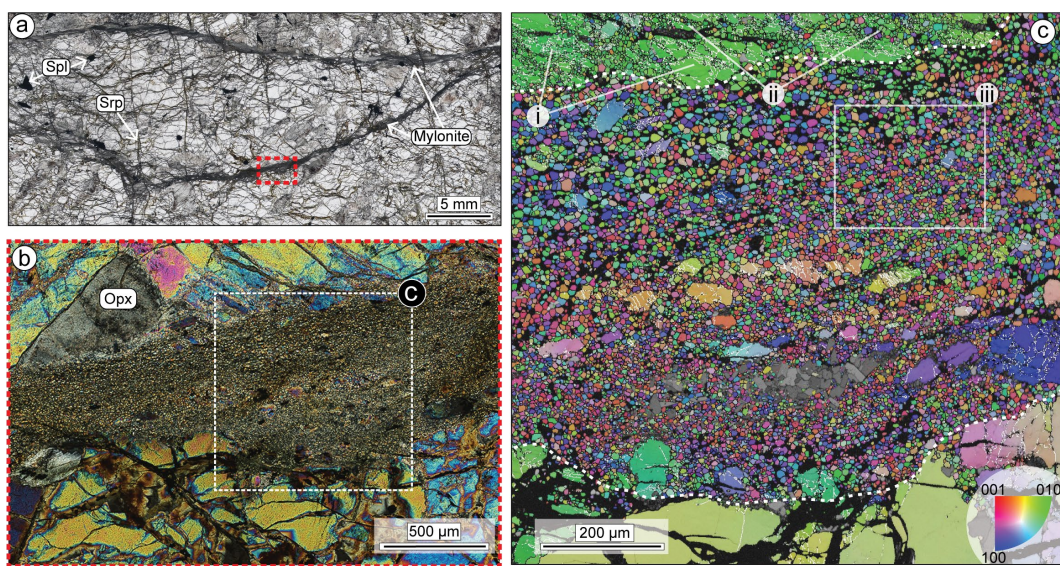 a
Spl
Srp
Mylonite
5 mm
b
Opx
C
500 µm
c
i
ii
iii
001 010
100
200 µm